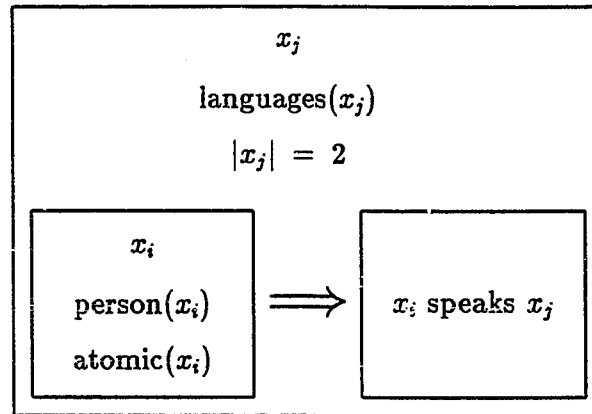 x_j
languages(x_j)
|x_j| = 2
x_i
person(x_i) ⟹ x_i speaks x_j
atomic(x_i)